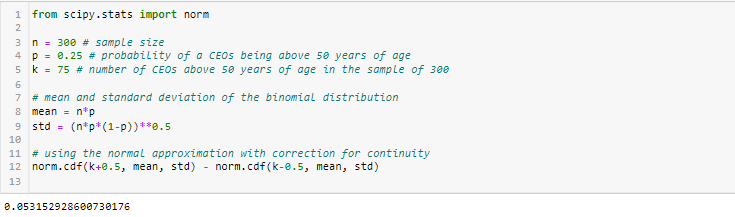 1 from scipy.stats import norm
2
3 n = 300 # sample size
4 p = 0.25 # probability of a CEOs being above 50 years of age
5 k = 75 # number of CEOs above 50 years of age in the sample of 300
6
7 # mean and standard deviation of the binomial distribution
8 mean = n*p
9 std = (n*p*(1-p))**0.5
10
11 # using the normal approximation with correction for continuity
12 norm.cdf(k+0.5, mean, std) - norm.cdf(k-0.5, mean, std)
13
0.053152928600730176